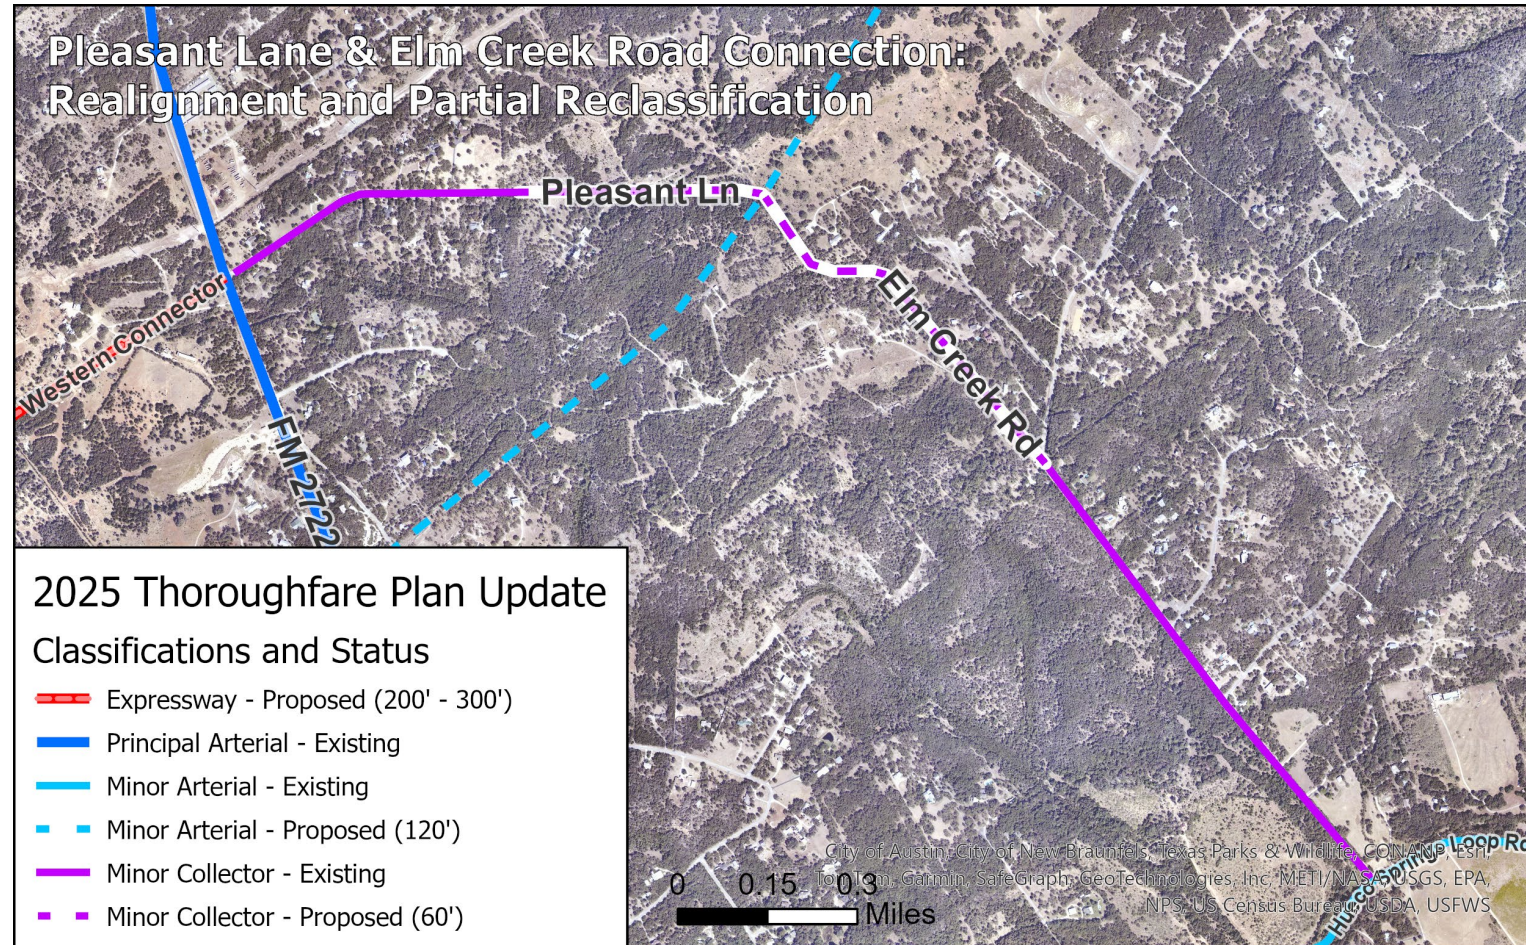 Pleasant Lane & Elm Creek Road Connection:
Realignment and Partial Reclassification
Pleasant Ln
Western Connector
Elm Creek Rd
FM 2722
2025 Thoroughfare Plan Update
Classifications and Status
Expressway - Proposed (200' - 300')
Principal Arterial - Existing
Minor Arterial - Existing
Minor Arterial - Proposed (120')
Minor Collector - Existing
Minor Collector - Proposed (60')
0 0.15 0.3
Miles
Hueco Springs Loop Rd
City of Austin, City of New Braunfels, Texas Parks & Wildlife, CONANP, Esri,
TomTom, Garmin, SafeGraph, GeoTechnologies, Inc, METI/NASA, USGS, EPA,
NPS, US Census Bureau, USDA, USFWS